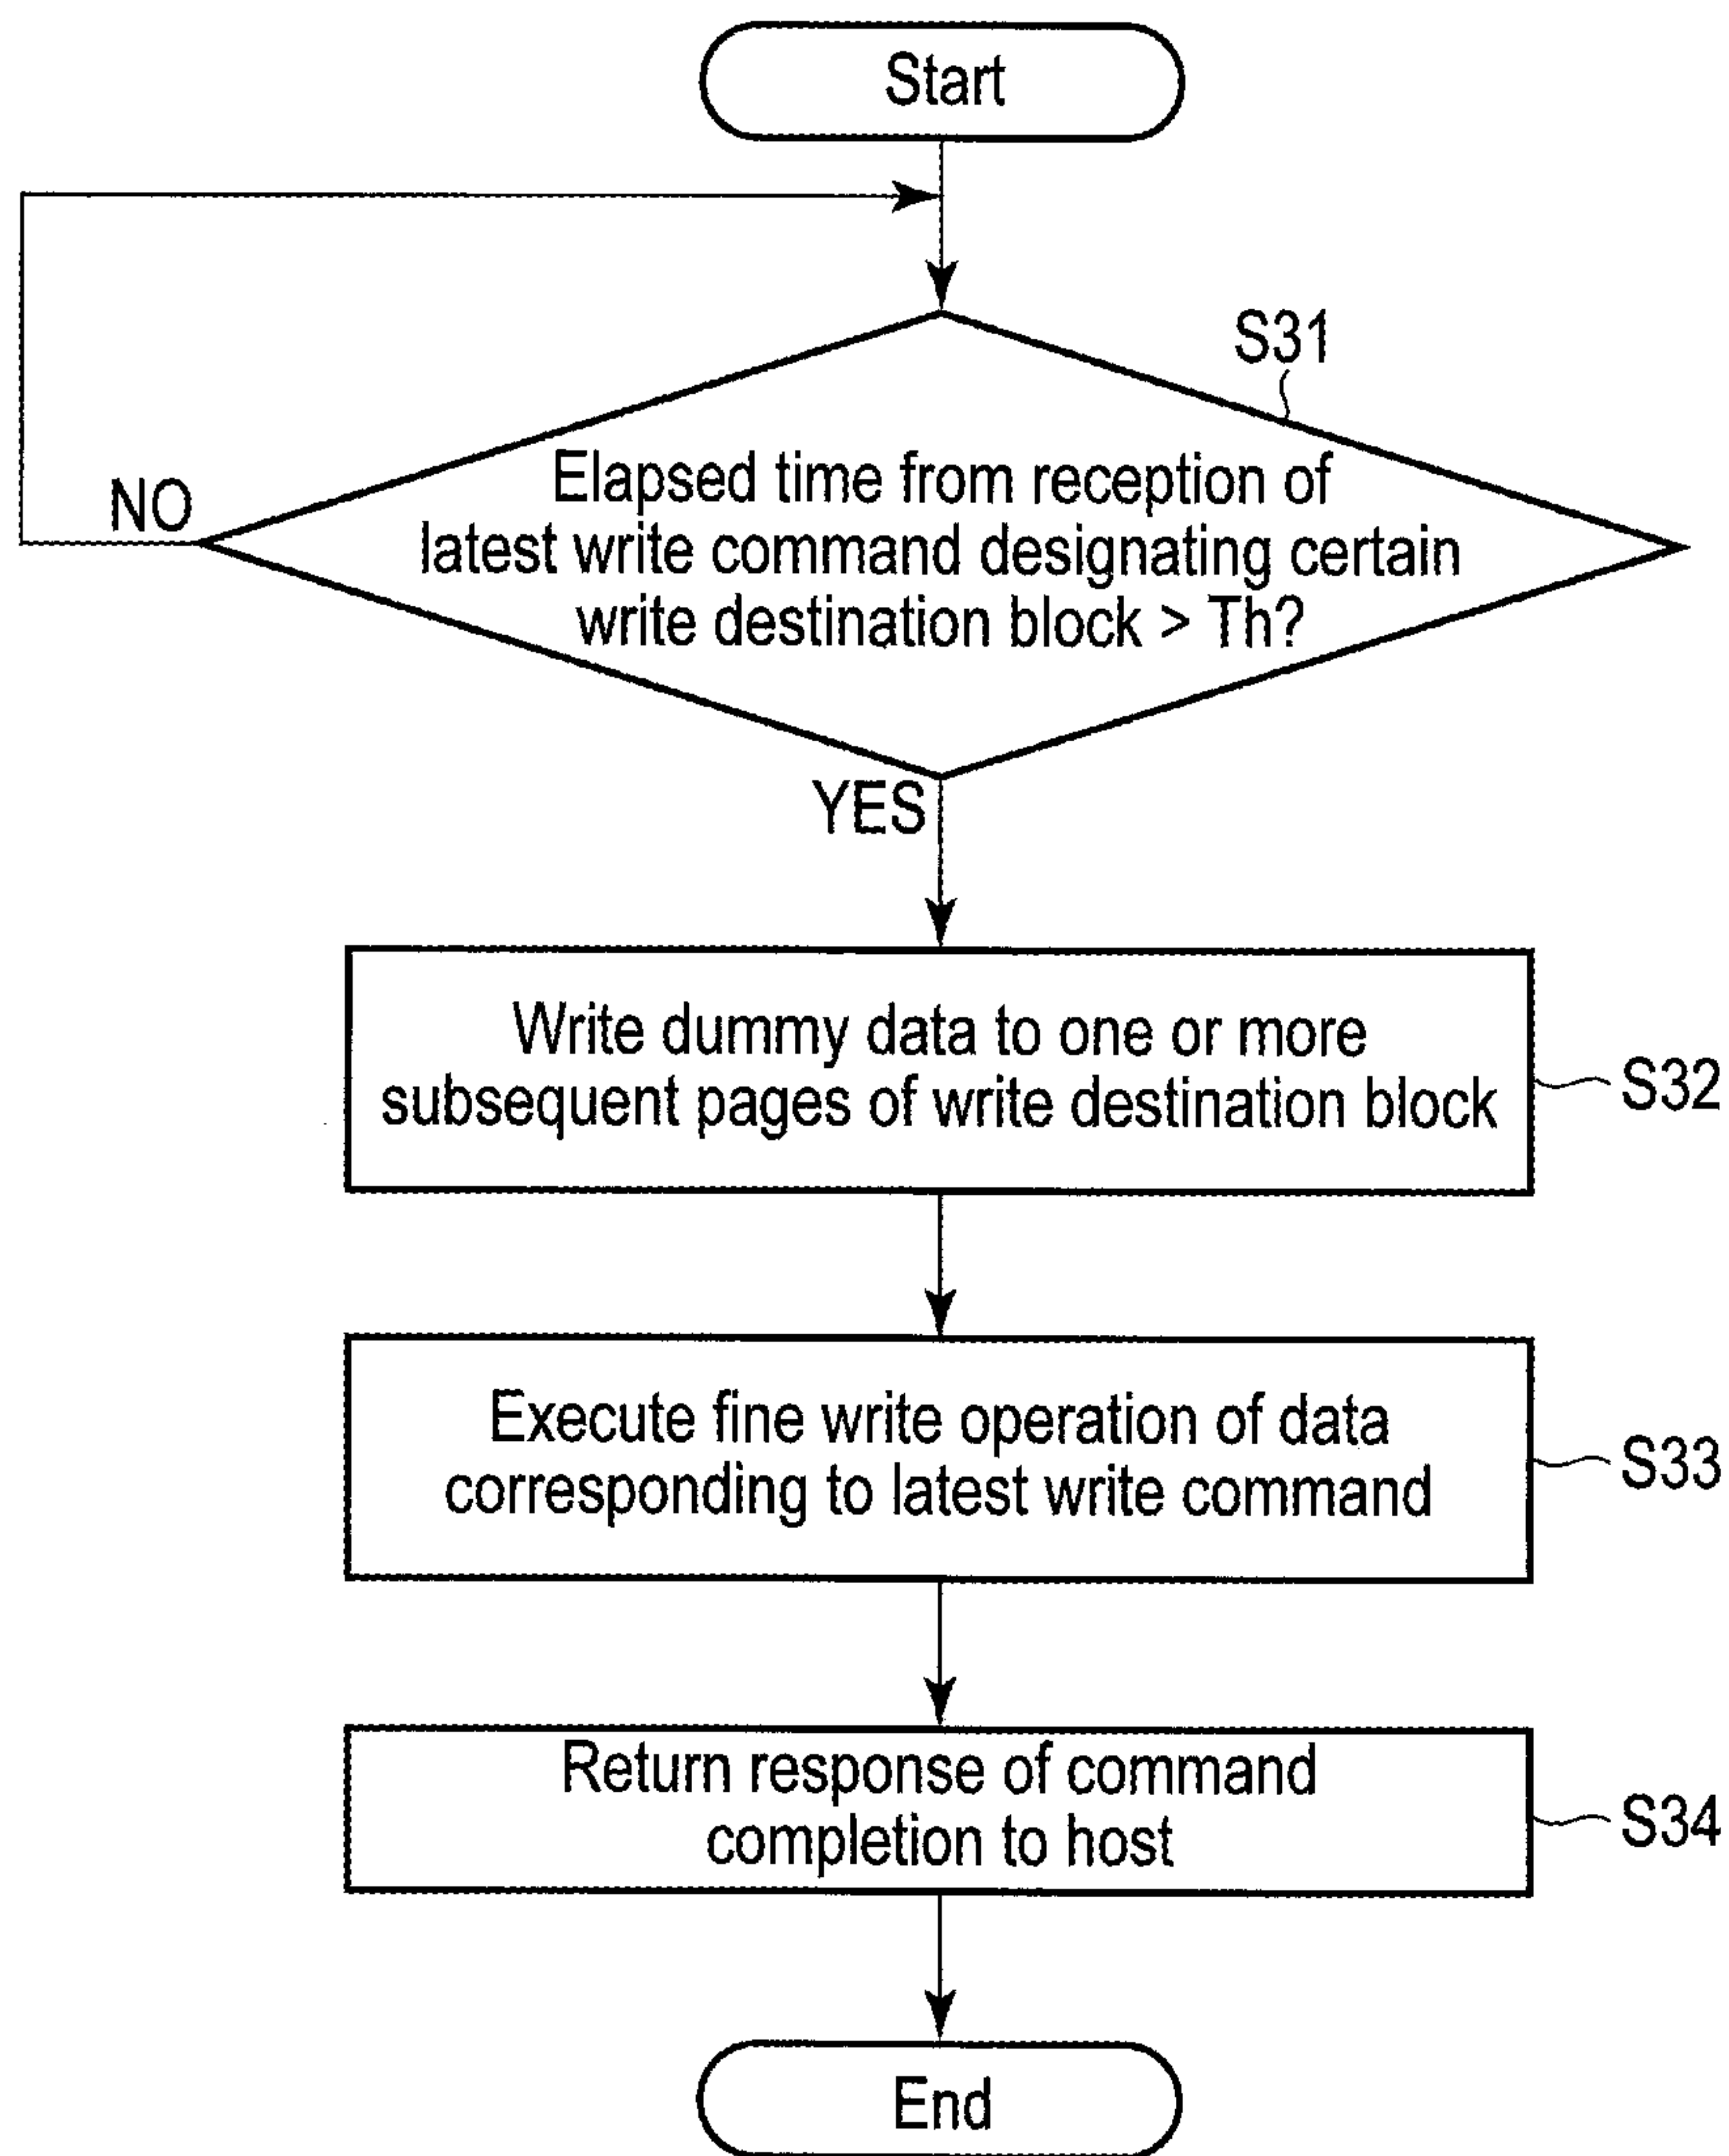 Start
S31
Elapsed time from reception of
latest write command designating certain
write destination block > Th?
NO
YES
Write dummy data to one or more
subsequent pages of write destination block
S32
Execute fine write operation of data
corresponding to latest write command
S33
Return response of command
completion to host
S34
End